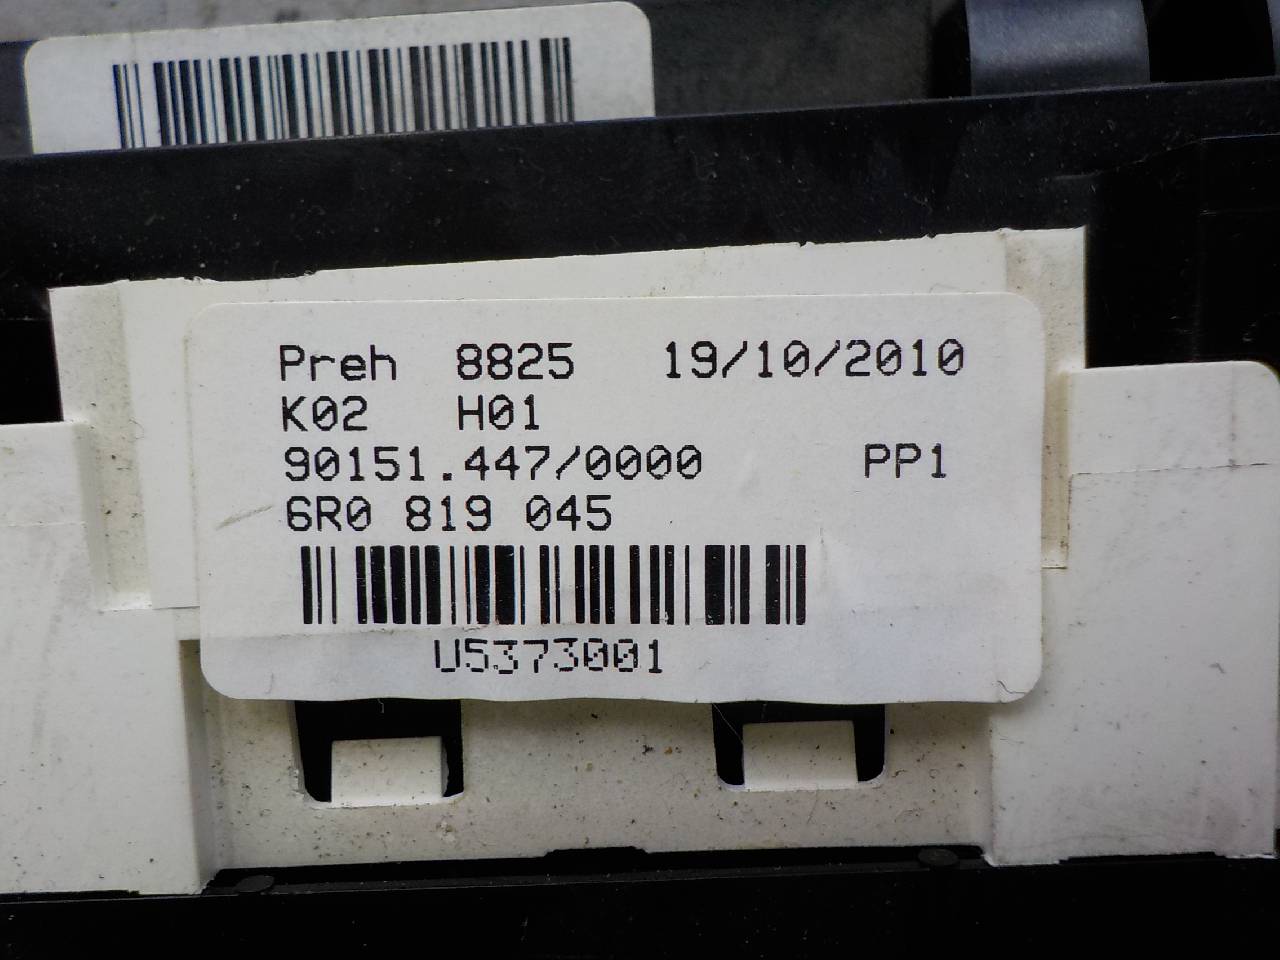 Preh 8825 19/10/2010
K02 H01
90151.447/0000 PP1
6R0 819 045
U5373001